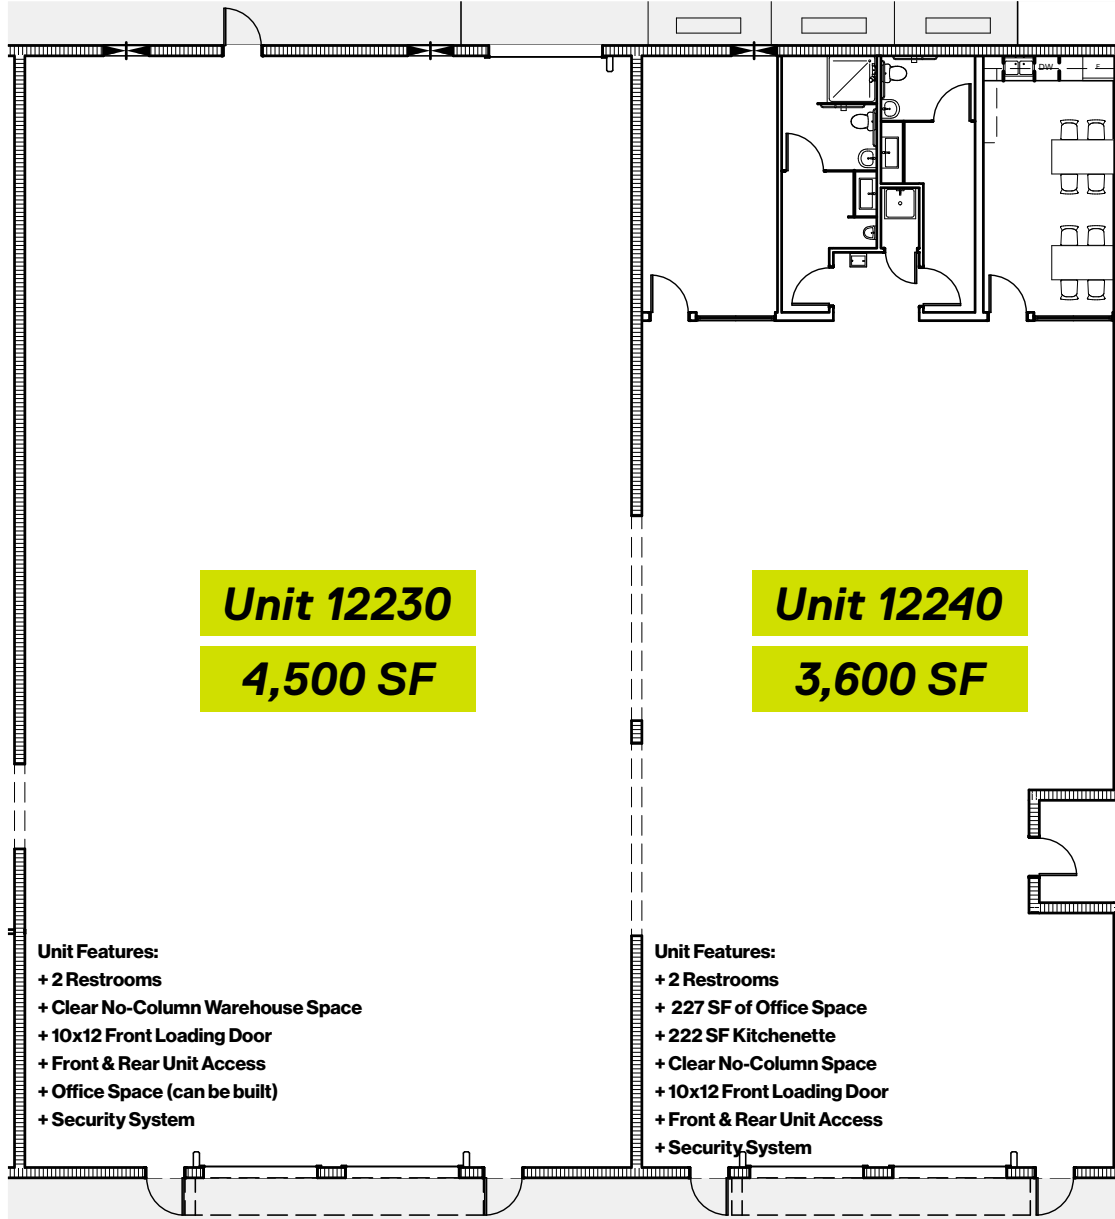 DW
F
Unit 12230
4,500 SF
Unit 12240
3,600 SF
Unit Features:
+ 2 Restrooms
+ Clear No-Column Warehouse Space
+ 10x12 Front Loading Door
+ Front & Rear Unit Access
+ Office Space (can be built)
+ Security System
Unit Features:
+ 2 Restrooms
+ 227 SF of Office Space
+ 222 SF Kitchenette
+ Clear No-Column Space
+ 10x12 Front Loading Door
+ Front & Rear Unit Access
+ Security System